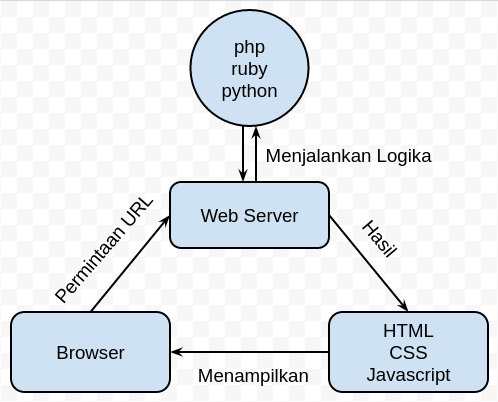 php
ruby
python
Menjalankan Logika
Web Server
Permintaan URL
Hasil
Browser
HTML
CSS
Javascript
Menampilkan